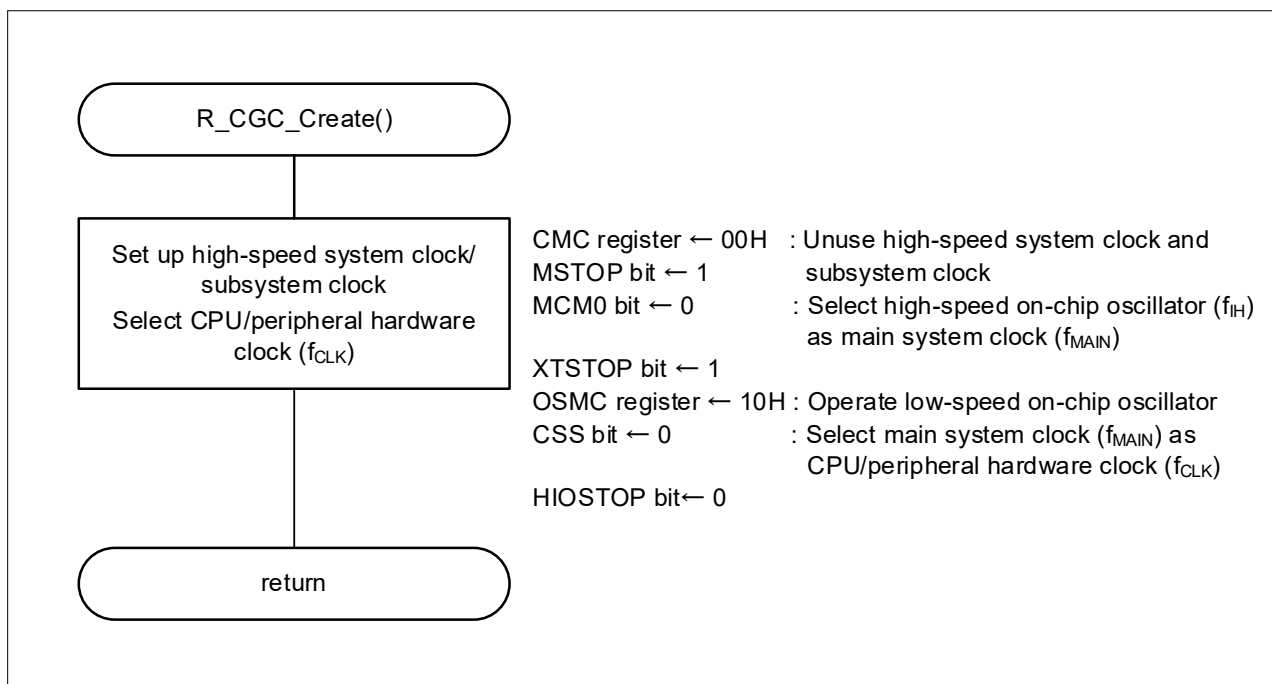 R_CGC_Create()
Set up high-speed system clock/
subsystem clock
Select CPU/peripheral hardware
clock (fCLK)
CMC register ← 00H : Unuse high-speed system clock and
MSTOP bit ← 1 subsystem clock
MCM0 bit ← 0 : Select high-speed on-chip oscillator (fIH)
as main system clock (fMAIN)
XTSTOP bit ← 1
OSMC register ← 10H : Operate low-speed on-chip oscillator
CSS bit ← 0 : Select main system clock (fMAIN) as
CPU/peripheral hardware clock (fCLK)
HIOSTOP bit← 0
return